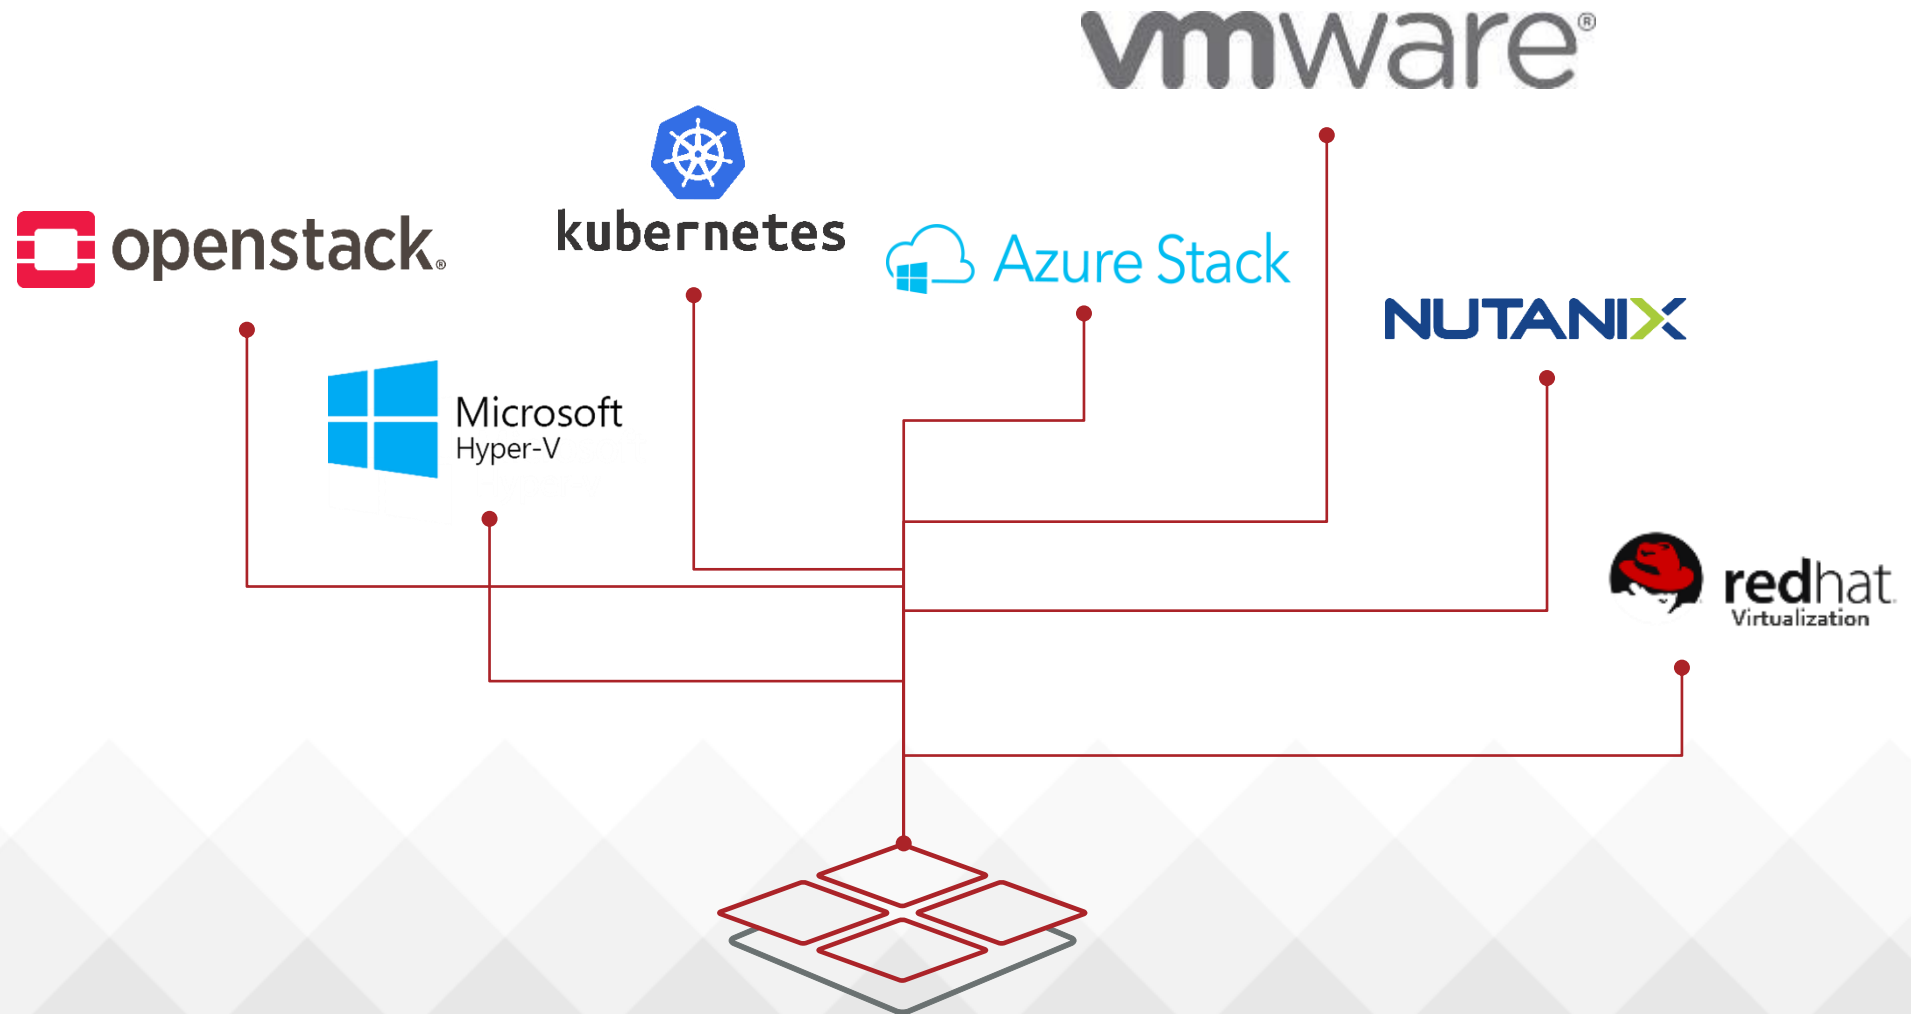 vmware®
kubernetes
openstack®
Azure Stack
NUTANIX
Microsoft
Hyper-V
redhat
Virtualization